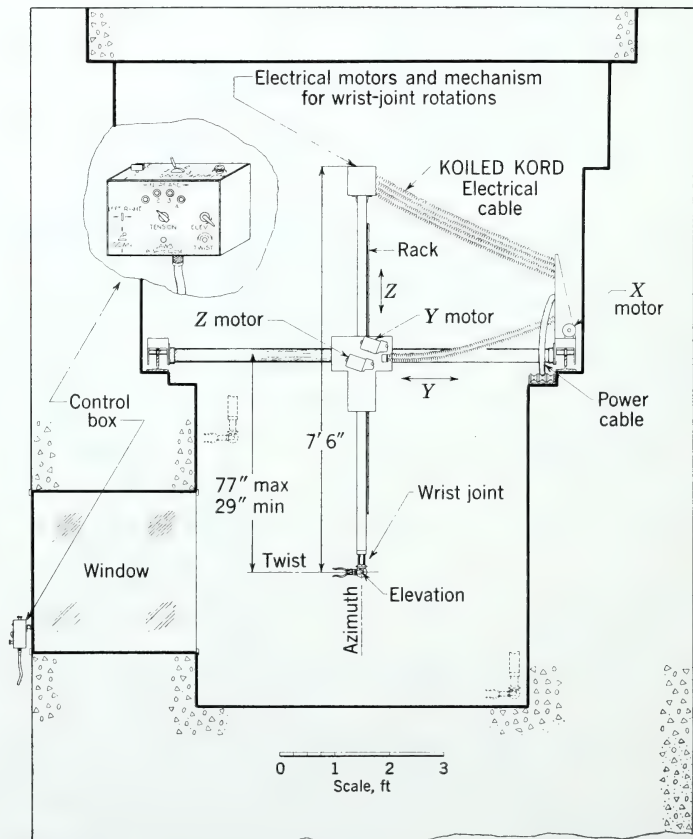 Electrical motors and mechanism
for wrist-joint rotations
KOILED KORD
Electrical
cable
TENSION
ELEV.
TWIST
JAWS
DOWN
Rack
Z
X
motor
Z motor
Y motor
Y
Control
box
Power
cable
7′ 6″
77″ max
29″ min
Wrist joint
Window
Twist
Elevation
Azimuth
0 1 2 3
Scale, ft